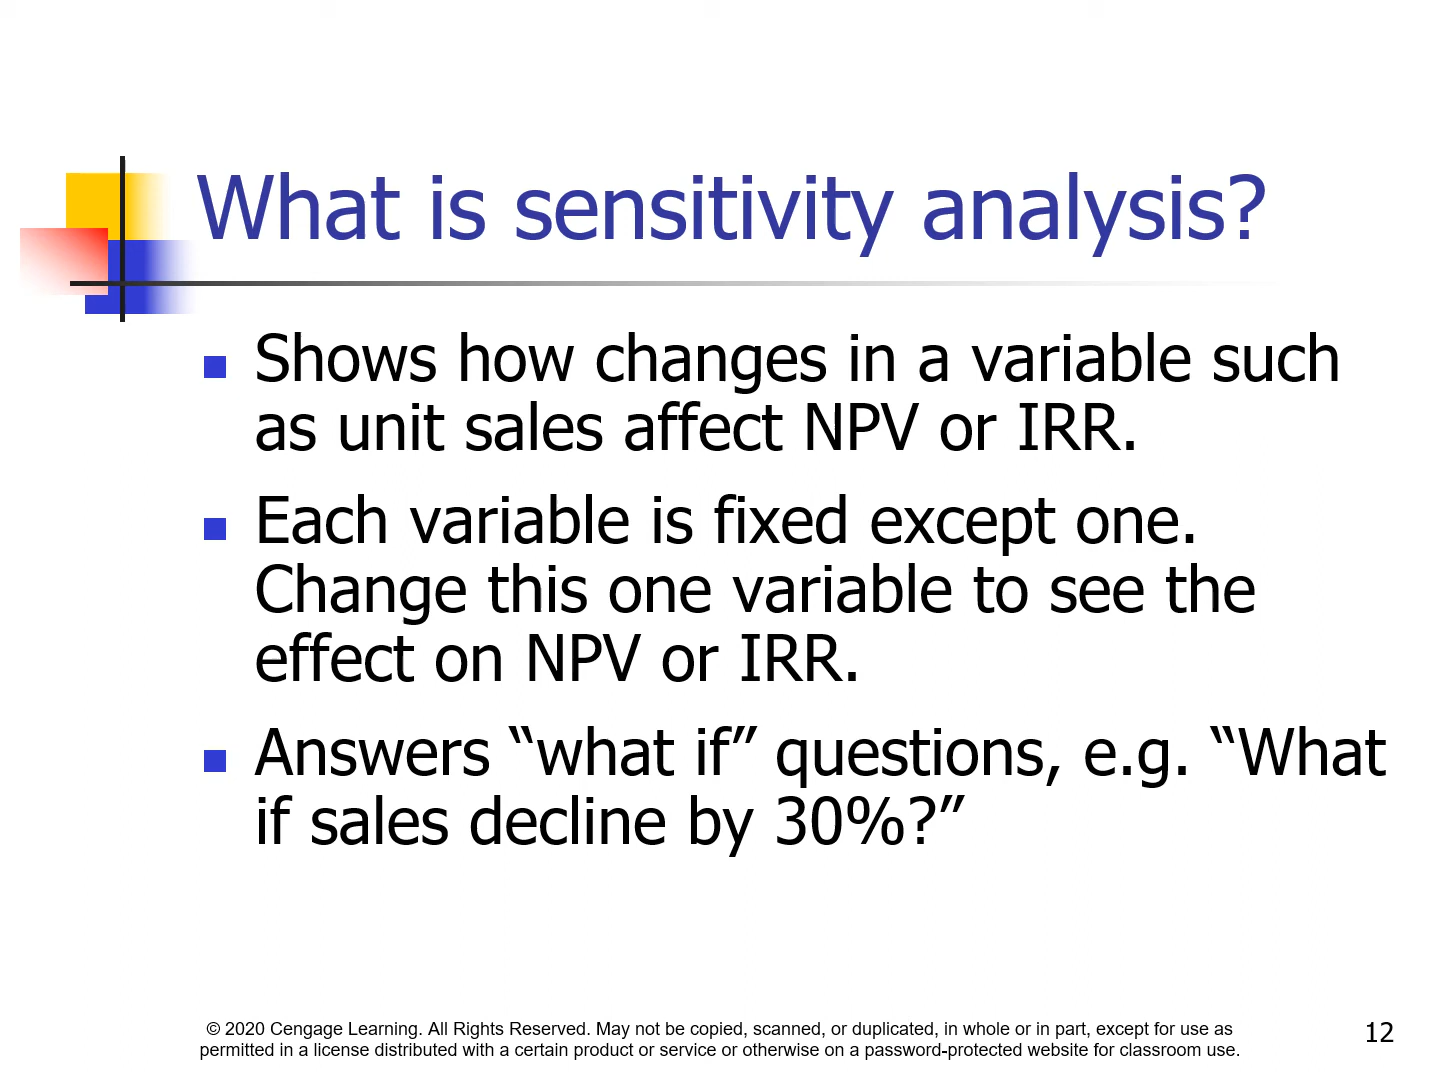 What is sensitivity analysis?
Shows how changes in a variable such
as unit sales affect NPV or IRR.
Each variable is fixed except one.
Change this one variable to see the
effect on NPV or IRR.
Answers “what if” questions, e.g. “What
if sales decline by 30%?”
© 2020 Cengage Learning. All Rights Reserved. May not be copied, scanned, or duplicated, in whole or in part, except for use as
permitted in a license distributed with a certain product or service or otherwise on a password-protected website for classroom use.
12